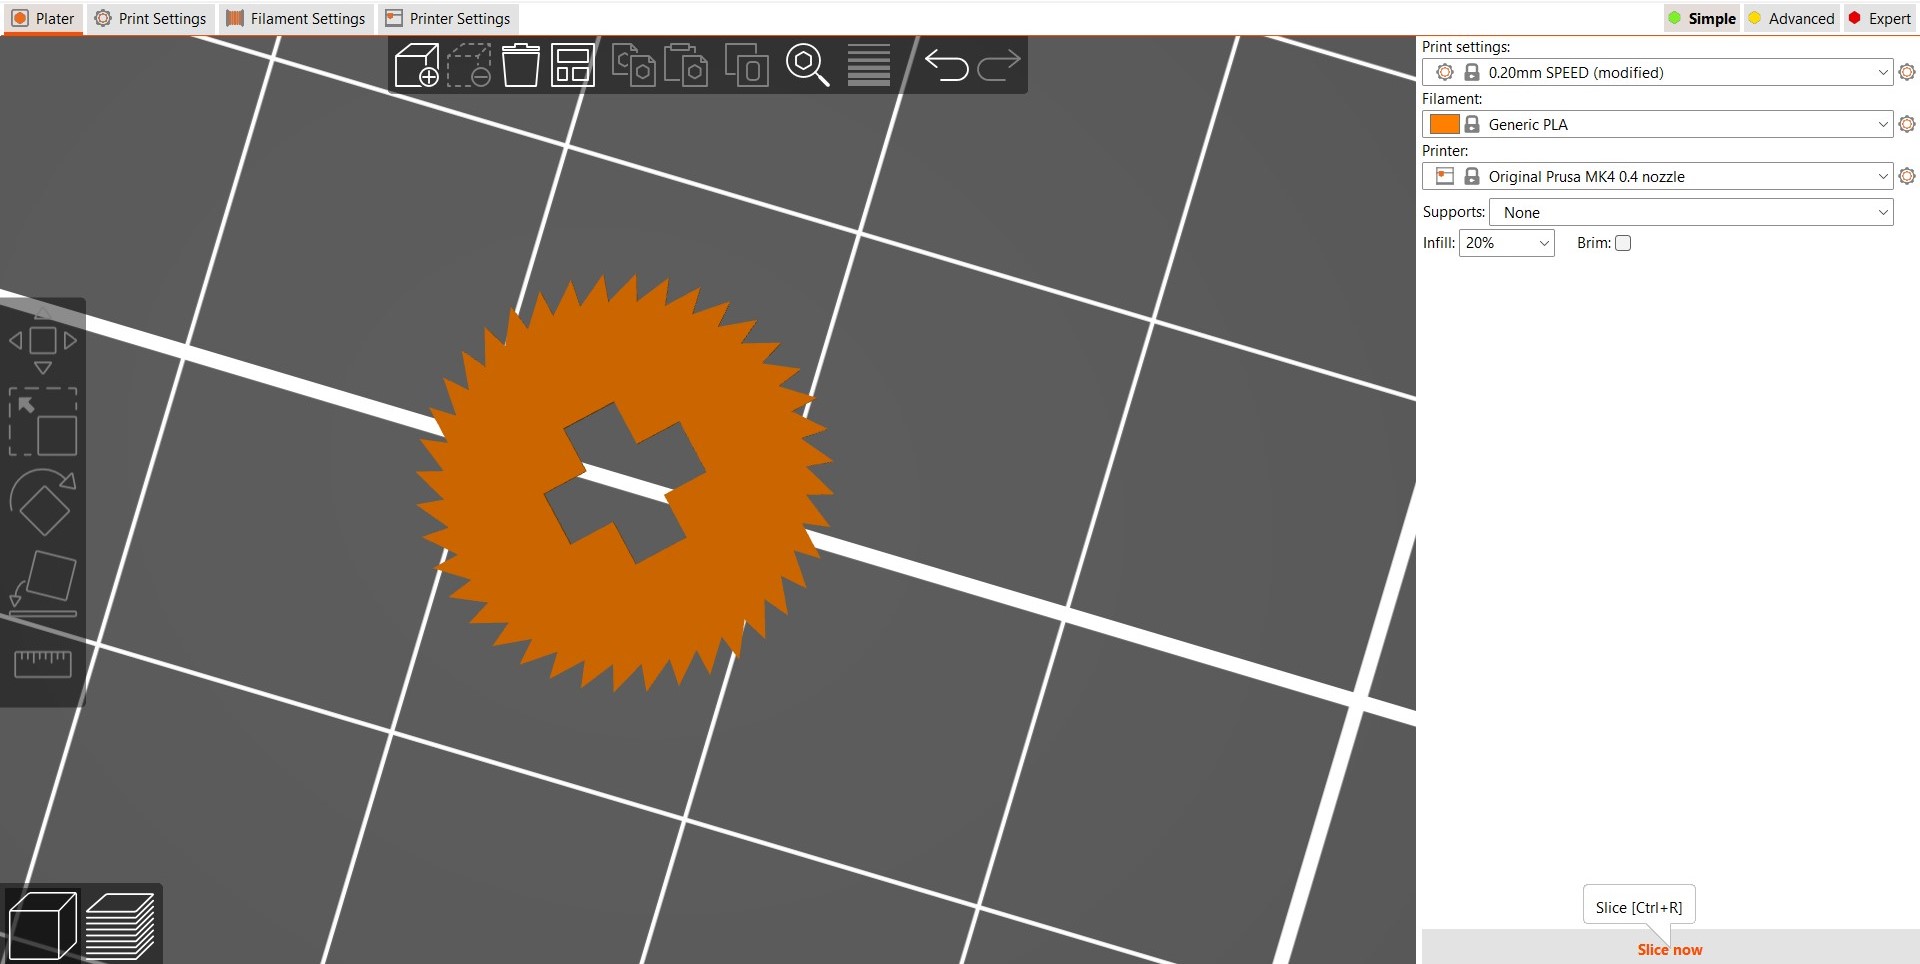 Plater
Print Settings
Filament Settings
Printer Settings
Simple
Advanced
Expert
Print settings:
0.20mm SPEED (modified)
Filament:
Generic PLA
Printer:
Original Prusa MK4 0.4 nozzle
Supports: None
Infill: 20% Brim:
Slice [Ctrl+R]
Slice now